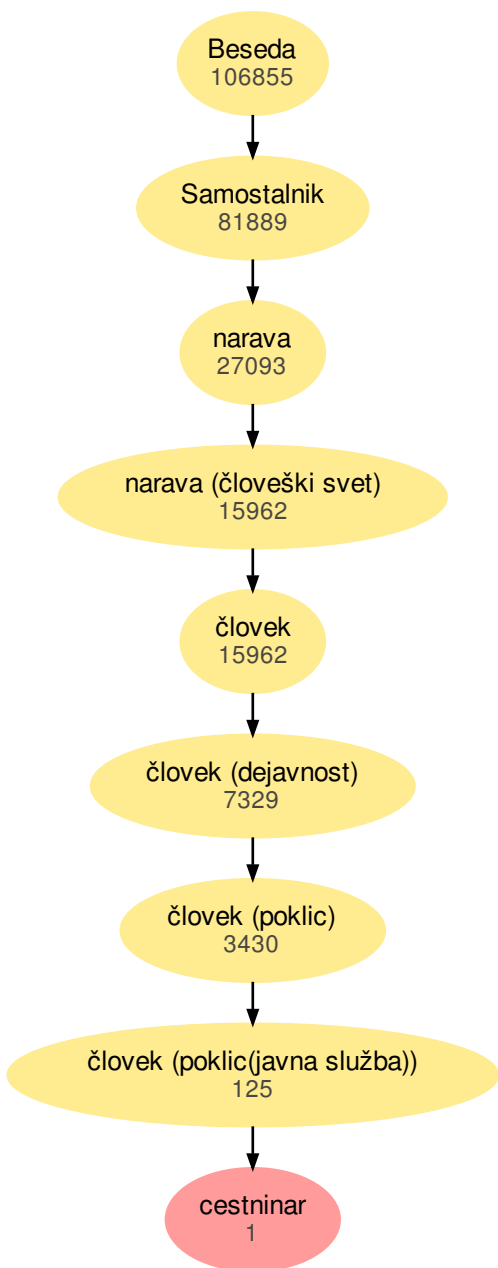 Beseda
106855
Samostalnik
81889
narava
27093
narava (človeški svet)
15962
človek
15962
človek (dejavnost)
7329
človek (poklic)
3430
človek (poklic(javna služba))
125
cestninar
1